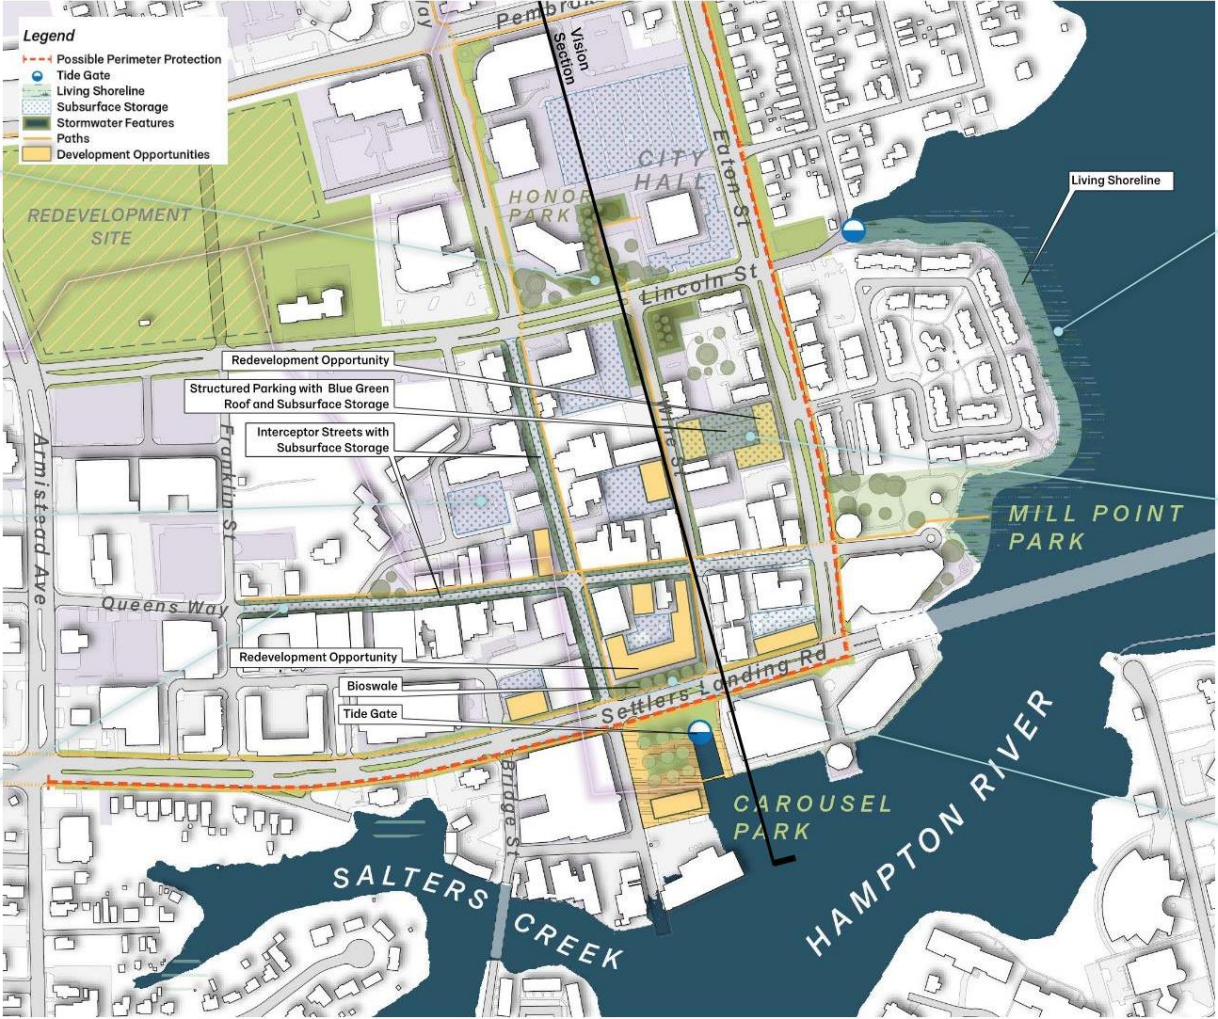 Legend
Possible Perimeter Protection
Tide Gate
Living Shoreline
Subsurface Storage
Stormwater Features
Paths
Development Opportunities
Vision
Section
Eaton St
CITY
HALL
HONOR
PARK
Living Shoreline
REDEVELOPMENT
SITE
Lincoln St
Redevelopment Opportunity
Structured Parking with Blue Green
Roof and Subsurface Storage
Interceptor Streets with
Subsurface Storage
Armistead Ave
Franklin St
MILL POINT
PARK
Queens Way
Redevelopment Opportunity
Bioswale
Tide Gate
Settlers Landing Rd
Bridge St
CAROUSEL
PARK
HAMPTON RIVER
SALTERS CREEK